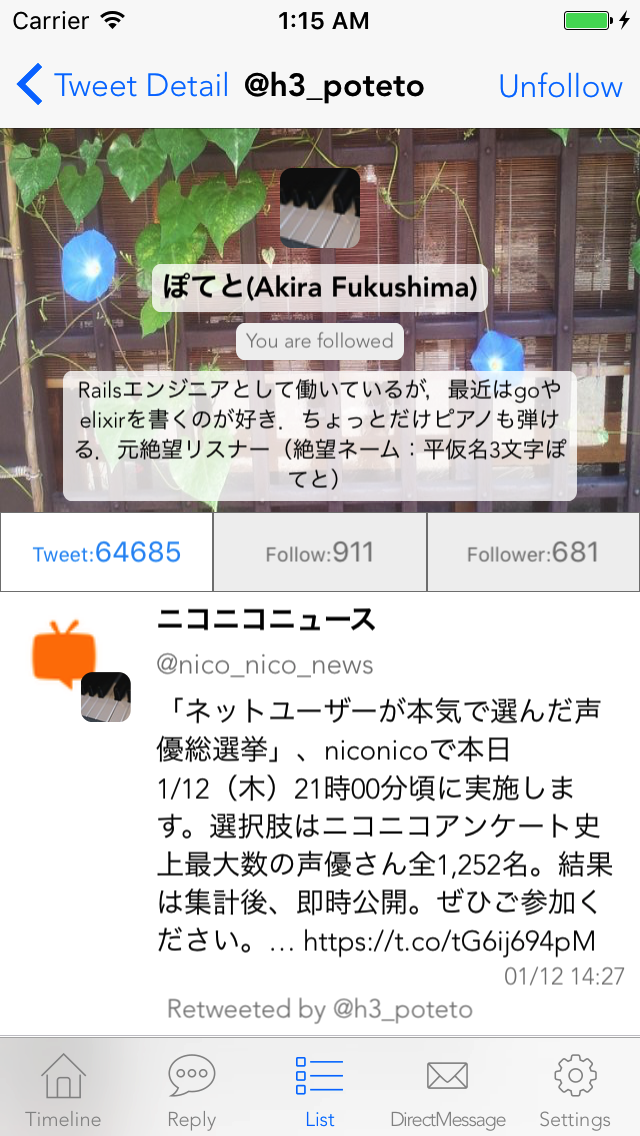 Carrier 1:15 AM
Tweet Detail @h3_poteto Unfollow
ぽてと(Akira Fukushima)
You are followed
Railsエンジニアとして働いているが，最近はgoや
elixirを書くのが好き．ちょっとだけピアノも弾け
る．元絶望リスナー（絶望ネーム：平仮名3文字ぽ
てと）
Tweet:64685 Follow:911 Follower:681
ニコニコニュース
@nico_nico_news
「ネットユーザーが本気で選んだ声
優総選挙」、niconicoで本日
1/12（木）21時00分頃に実施しま
す。選択肢はニコニコアンケート史
上最大数の声優さん全1,252名。結果
は集計後、即時公開。ぜひご参加く
ださい。… https://t.co/tG6ij694pM
01/12 14:27
Retweeted by @h3_poteto
Timeline Reply List DirectMessage Settings